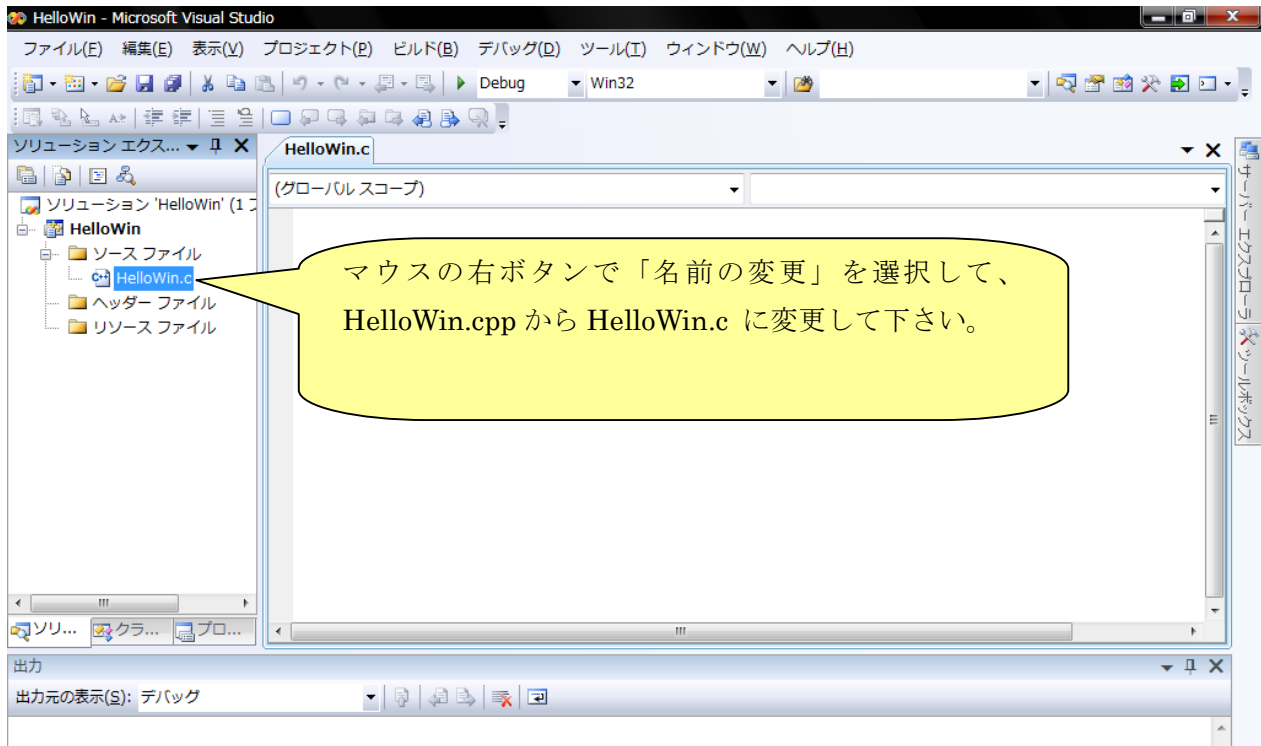 HelloWin - Microsoft Visual Studio
ファイル(F) 編集(E) 表示(V) プロジェクト(P) ビルド(B) デバッグ(D) ツール(T) ウィンドウ(W) ヘルプ(H)
Debug Win32
ソリューション エクス...
HelloWin.c
(グローバル スコープ)
ソリューション 'HelloWin' (1 フ
HelloWin
ソース ファイル
HelloWin.c
ヘッダー ファイル
リソース ファイル
マウスの右ボタンで「名前の変更」を選択して、
HelloWin.cpp から HelloWin.c に変更して下さい。
サーバー エクスプローラ
ツールボックス
ソリ... クラ... プロ...
出力
出力元の表示(S): デバッグ